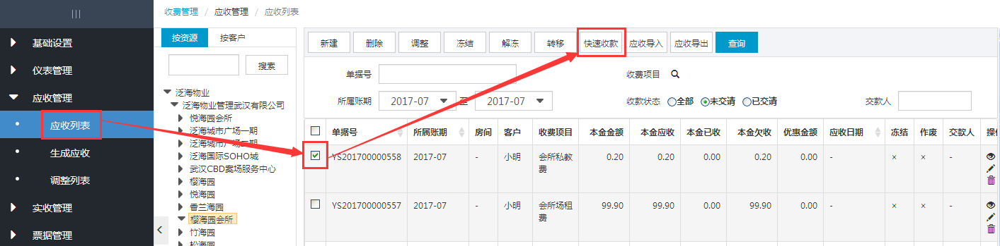 收费管理 / 应收管理 / 应收列表
基础设置
仪表管理
应收管理
应收列表
生成应收
调整列表
实收管理
票据管理
按资源 按客户
搜索
泛海物业
泛海物业管理武汉有限公司
悦海园会所
泛海城市广场一期
泛海城市广场二期
泛海国际SOHO城
武汉CBD案场服务中心
樱海园
悦海园
香兰海园
樱海园会所
竹海园
松海园
新建 删除 调整 冻结 解冻 转移 快速收款 应收导入 应收导出 查询
单据号 收费项目
所属账期 2017-07 至 2017-07 收款状态 全部 未交请 已交请 交款人
单据号 所属账期 房间 客户 收费项目 本金金额 本金应收 本金已收 本金欠收 优惠金额 应收日期 冻结 作废 交款人 操作
YS201700000558 2017-07 - 小明 会所私教费 0.20 0.20 0.00 0.20 0.00 - × × -
YS201700000557 2017-07 - 小明 会所场租费 99.90 99.90 0.00 99.90 0.00 - × × -